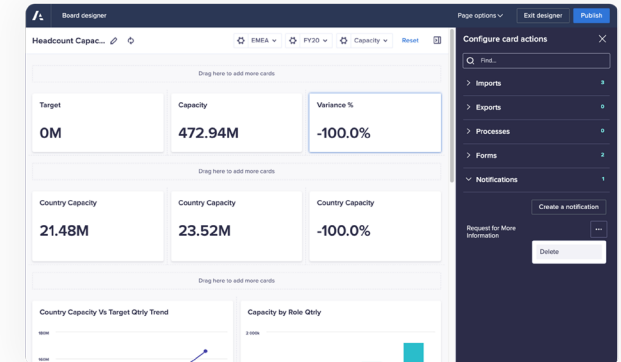 Board designer
Page options
Exit designer
Publish
Headcount Capac...
EMEA
FY20
Capacity
Reset
Configure card actions
Find...
Drag here to add more cards
Imports 3
Exports 0
Target
Capacity
Variance %
0M
472.94M
-100.0%
Processes 0
Forms 2
Drag here to add more cards
Notifications 1
Country Capacity
Country Capacity
Country Capacity
21.48M
23.52M
-100.0%
Create a notification
Request for More
Information
...
Delete
Drag here to add more cards
Country Capacity Vs Target Qtrly Trend
Capacity by Role Qtrly
180M
2 000k